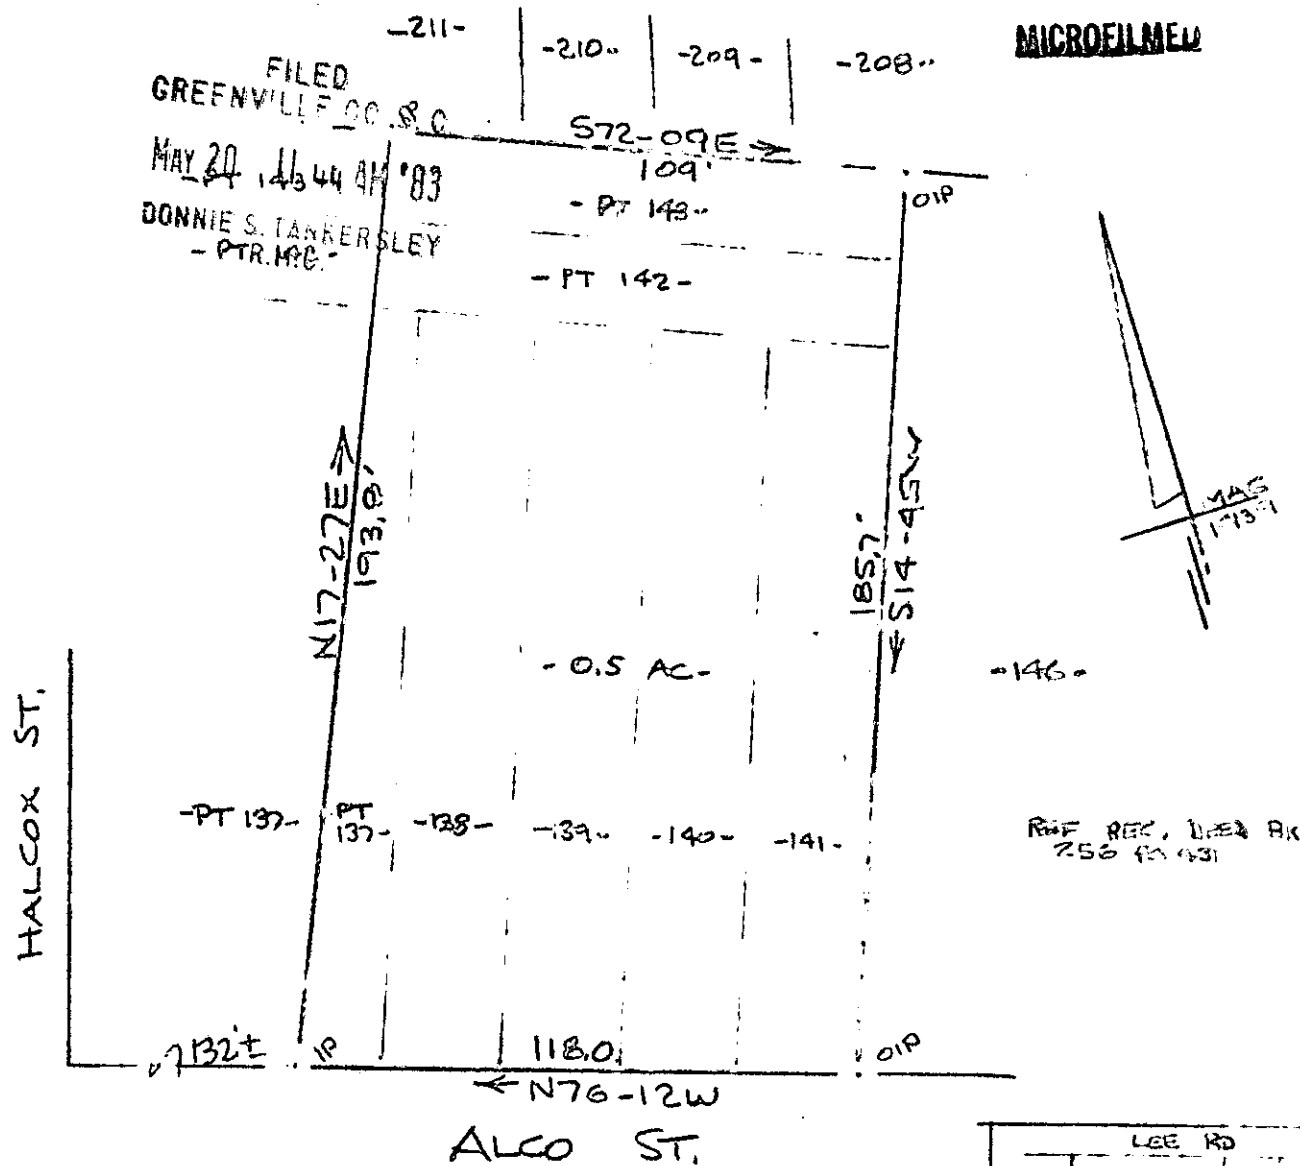 -211-
-210-
-209-
-208-
MICROFILMED
FILED
GREENVILLE CO. S.C.
MAY 20 44 AM '83
DONNIE S. TANKERSLEY
S72-09E
109'
OIP
- PT 143-
- PT 142-
N17-27E
193.8'
185.7'
S14-45W
MAG
- 0.5 AC-
-146-
HALCOX ST.
-PT 137-
PT
137-
-138-
-139-
-140-
-141-
REF REC. DEED BK
132'±
IP
118.0
OIP
N76-12W
ALCO ST.
LEE RD